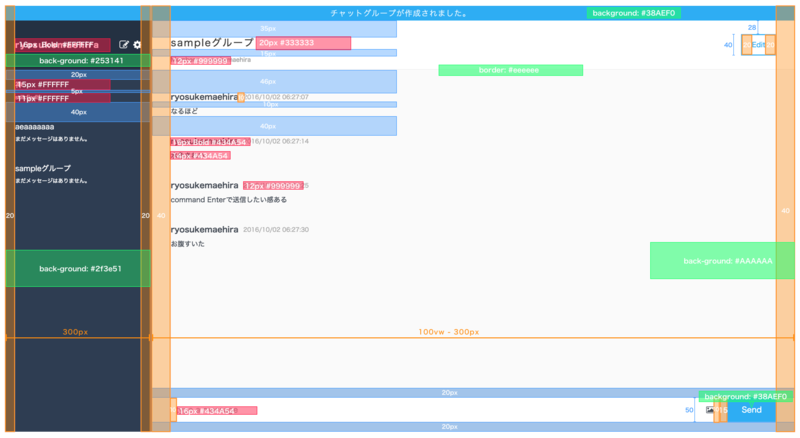 チャットグループが作成されました。
background: #38AEF0
35px
28
16px Bold #FFFFFF
sampleグループ
20px #333333
40
Edit
15px
back-ground: #253141
12px #999999
maehira
border: #eeeeee
20px
40px
15px #FFFFFF
5px
11px #FFFFFF
ryosukemaehira
2016/10/02 06:27:07
10px
40px
なるほど
40px
aeaaaaaaa
まだメッセージはありません。
16px Bold #434A54
2016/10/02 06:27:14
14px #434A54
sampleグループ
まだメッセージはありません。
ryosukemaehira
12px #999999
command Enterで送信したい感ある
20
20
40
40
ryosukemaehira
2016/10/02 06:27:30
お腹すいた
back-ground: #2f3e51
back-ground: #AAAAAA
300px
100vw - 300px
20px
background: #38AEF0
16px #434A54
50
15
Send
20px